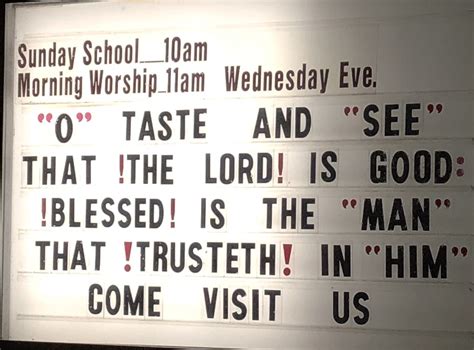 Sunday School__10am
Morning Worship_11am Wednesday Eve.
"O" TASTE AND "SEE"
THAT !THE LORD! IS GOOD:
!BLESSED! IS THE "MAN"
THAT !TRUSTETH! IN "HIM"
COME VISIT US